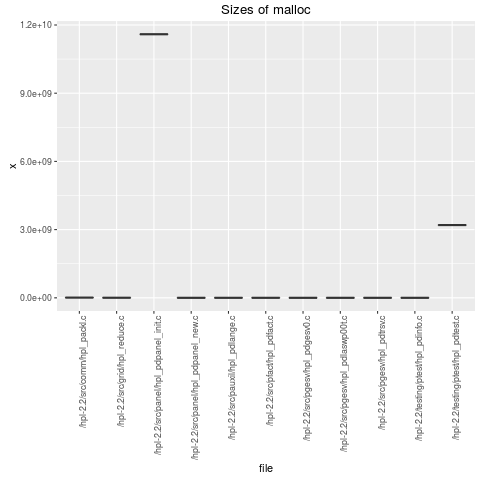 Sizes of malloc
1.2e+10
9.0e+09
6.0e+09
3.0e+09
0.0e+00
x
/hpl-2.2/src/comm/hpl_packl.c
/hpl-2.2/src/grid/hpl_reduce.c
/hpl-2.2/src/panel/hpl_pdpanel_init.c
/hpl-2.2/src/panel/hpl_pdpanel_new.c
/hpl-2.2/src/pauxil/hpl_pdlange.c
/hpl-2.2/src/pfact/hpl_pdfact.c
/hpl-2.2/src/pgesv/hpl_pdgesv0.c
/hpl-2.2/src/pgesv/hpl_pdlaswp00t.c
/hpl-2.2/src/pgesv/hpl_pdtrsv.c
/hpl-2.2/testing/ptest/hpl_pdinfo.c
/hpl-2.2/testing/ptest/hpl_pdtest.c
file